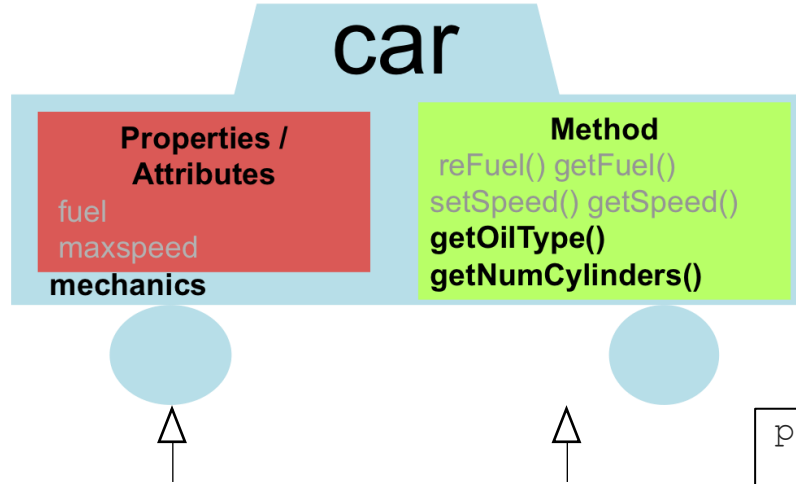 car
Properties /
Attributes
fuel
maxspeed
mechanics
Method
reFuel() getFuel()
setSpeed() getSpeed()
getOilType()
getNumCylinders()
p